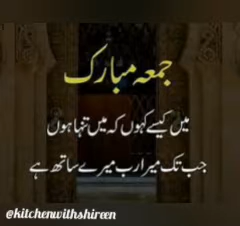 جمعہ مبارک
میں کیسے کہوں کہ میں تنہا ہوں
جب تک میرا رب میرے ساتھ ہے
@kitchenwithshireen